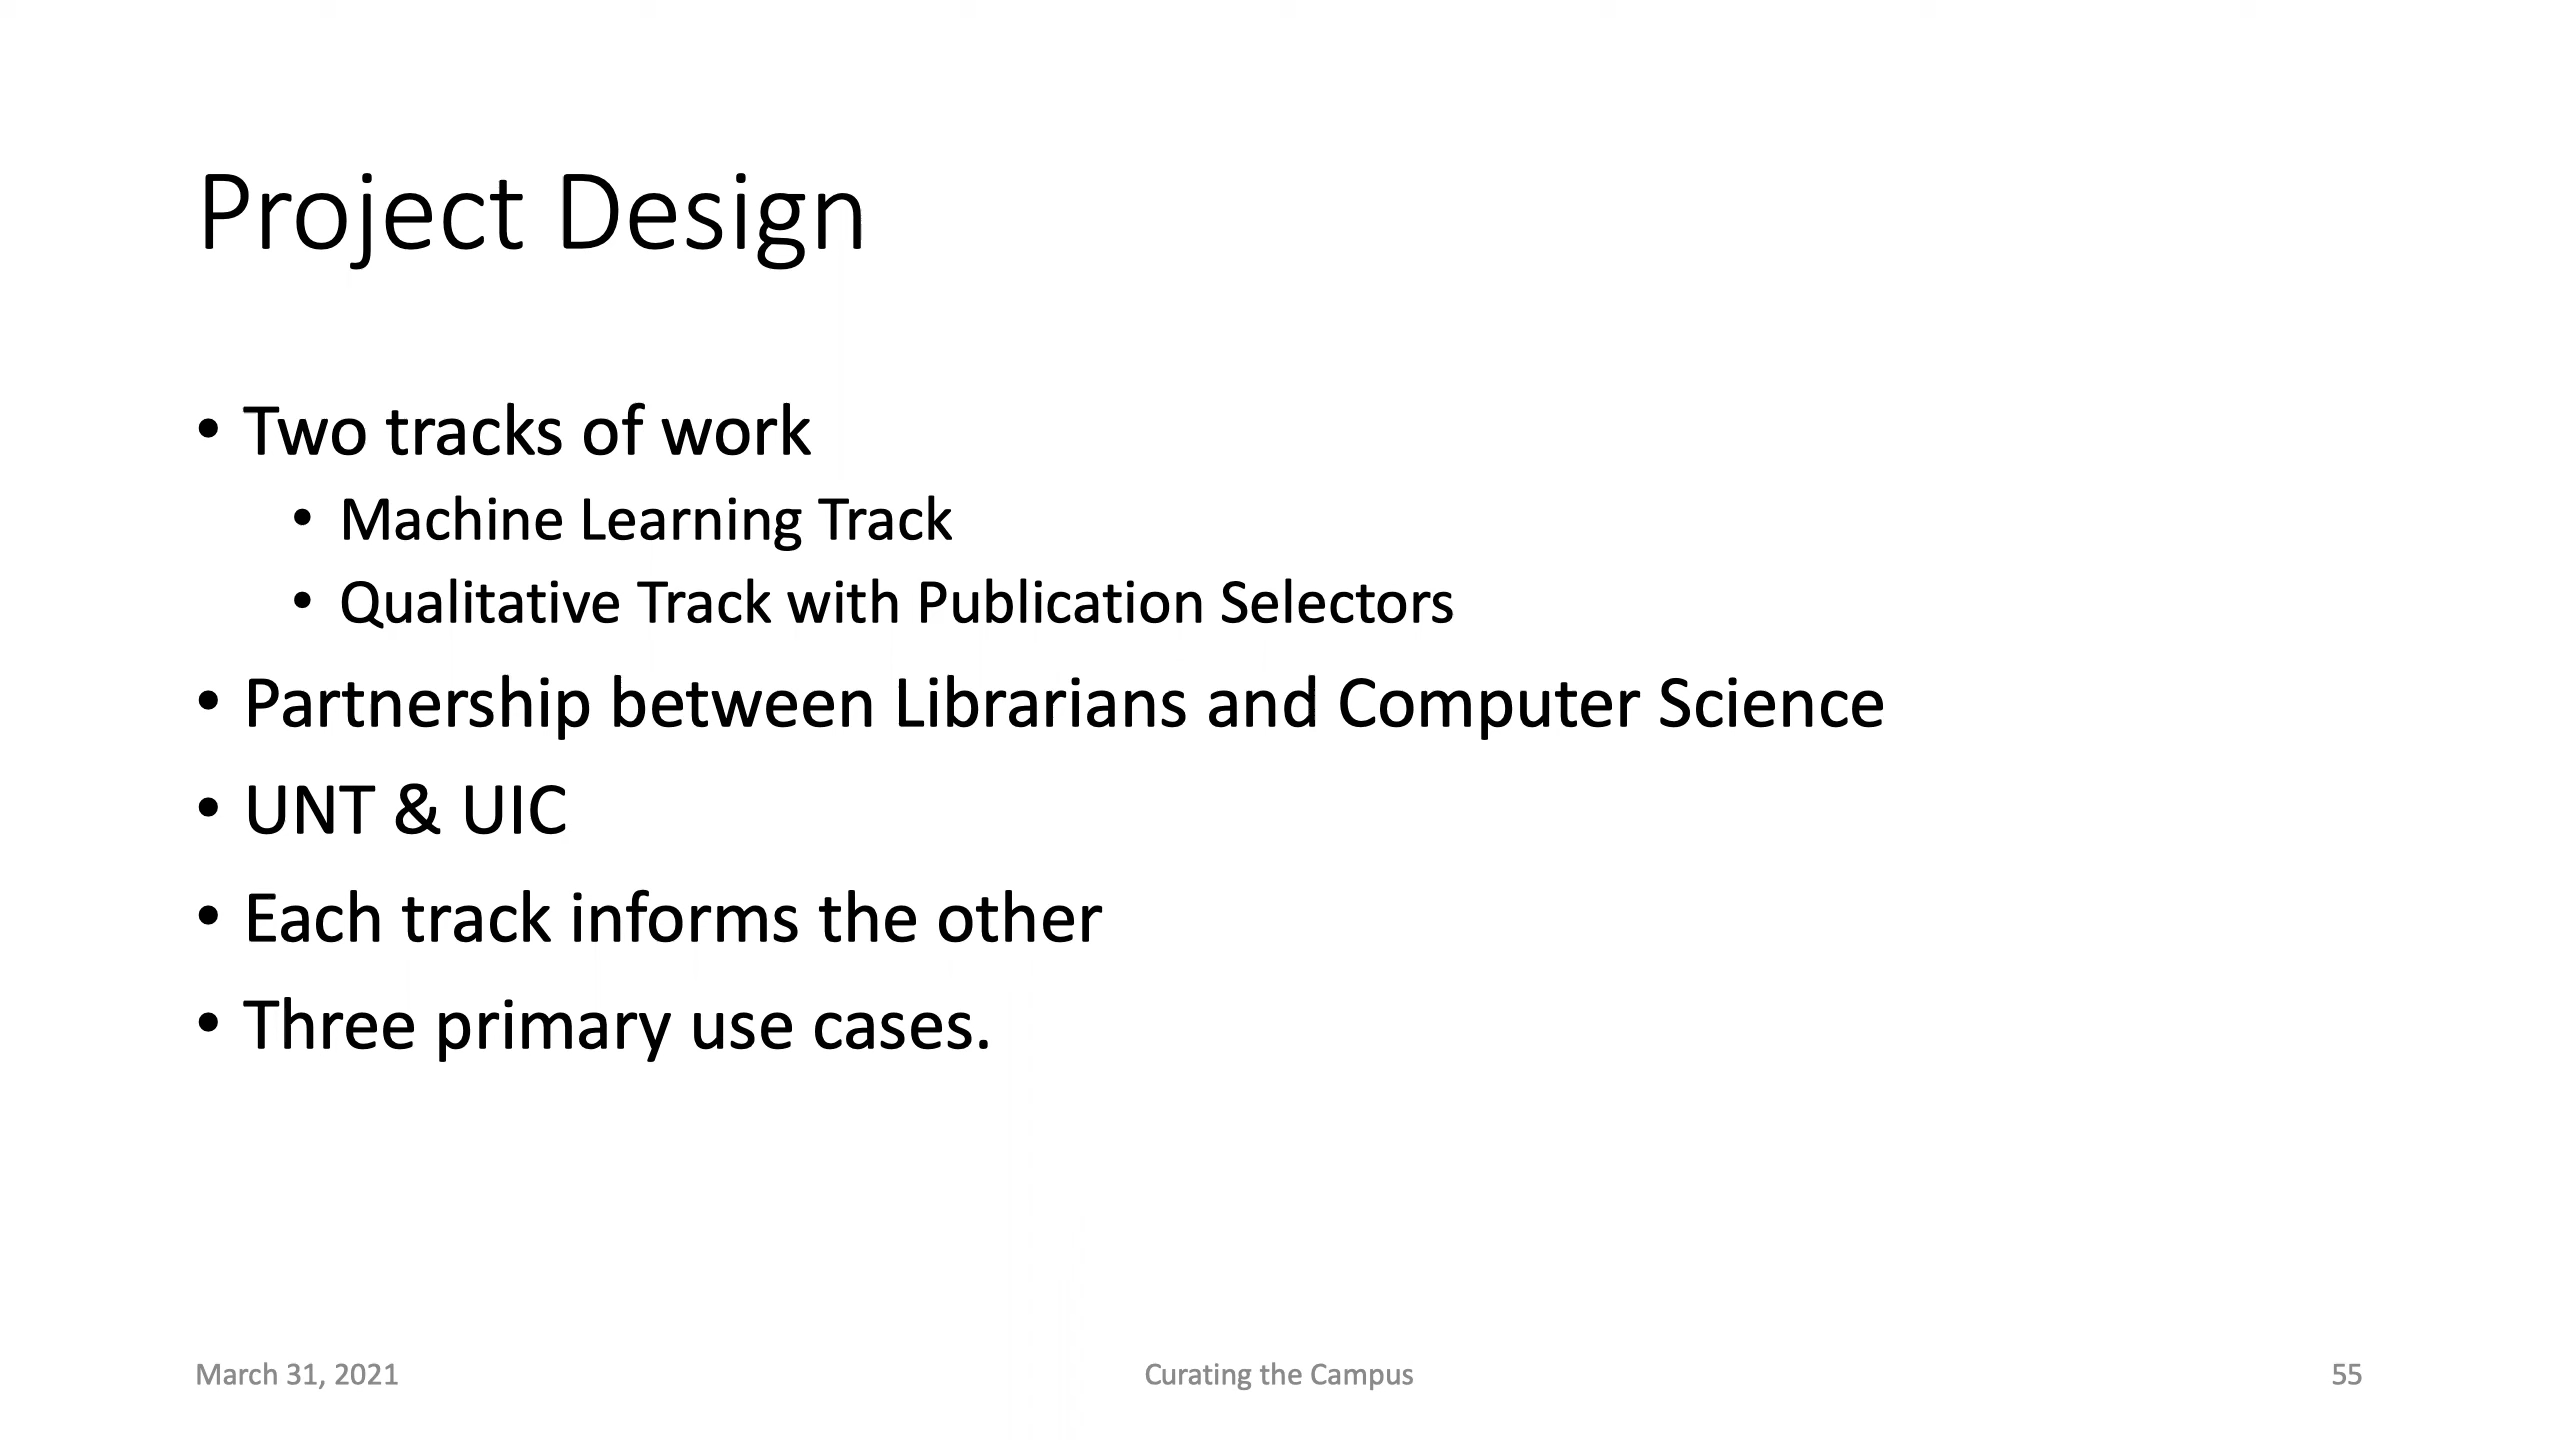 Project Design
• Two tracks of work
• Machine Learning Track
• Qualitative Track with Publication Selectors
• Partnership between Librarians and Computer Science
• UNT & UIC
• Each track informs the other
• Three primary use cases.
March 31, 2021
Curating the Campus
55